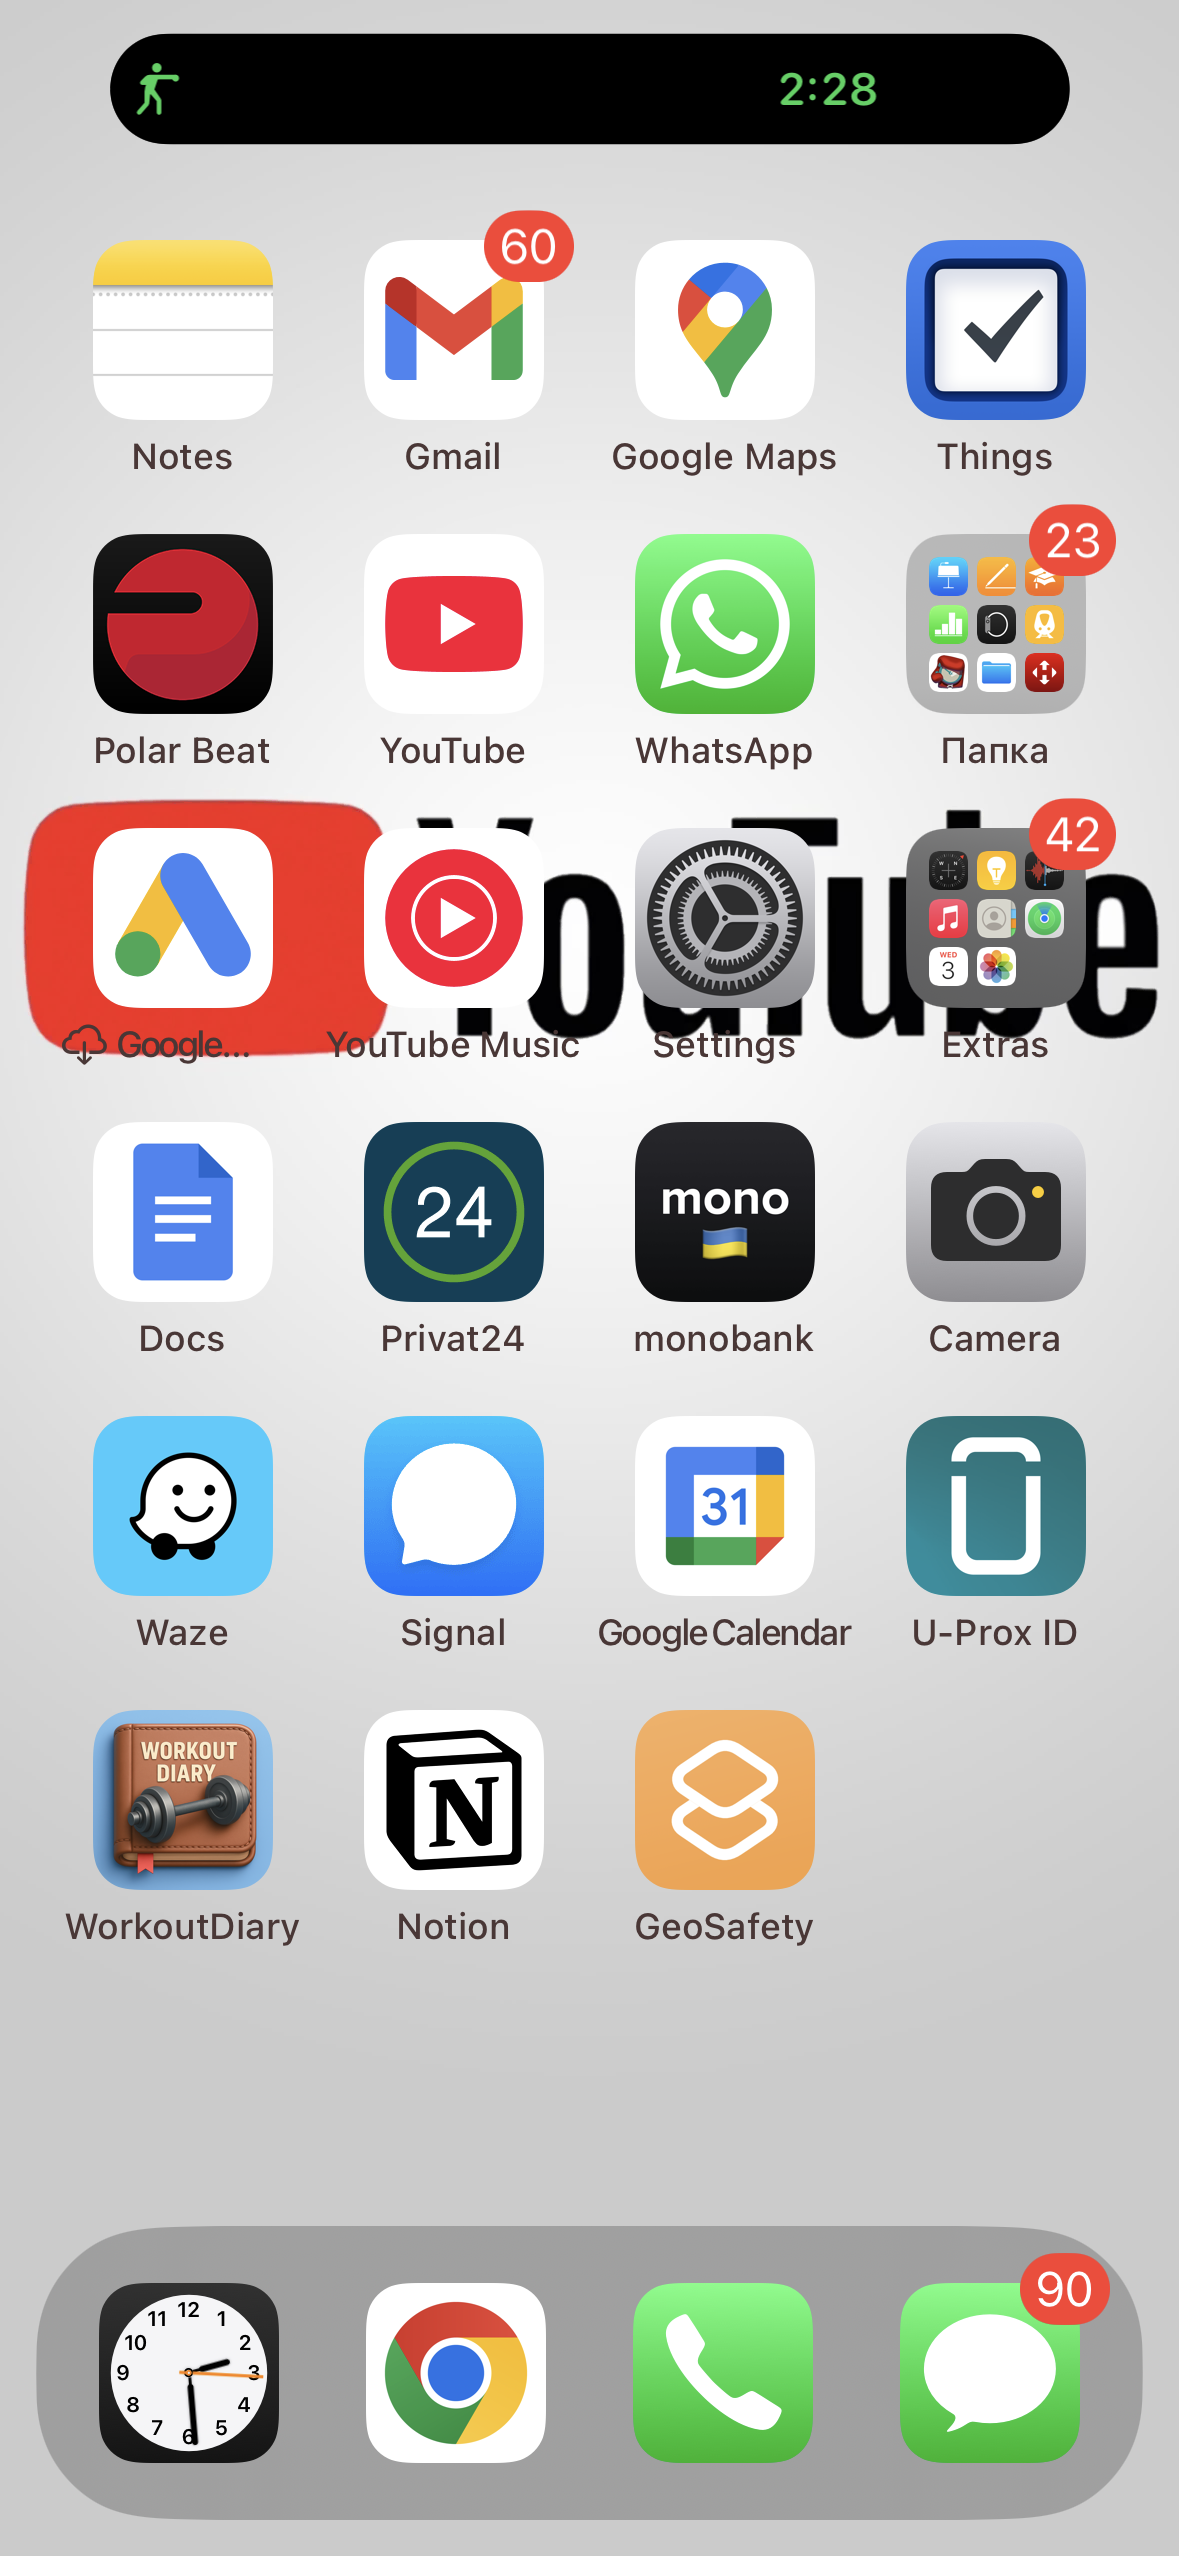 2:28
60
Notes
Gmail
Google Maps
Things
23
Polar Beat
YouTube
WhatsApp
Папка
YouTube
42
WED
3
Google...
YouTube Music
Settings
Extras
24
mono
Docs
Privat24
monobank
Camera
31
Waze
Signal
Google Calendar
U-Prox ID
WORKOUT
DIARY
N
WorkoutDiary
Notion
GeoSafety
90
12
11 1
10 2
9 3
8 4
7 5
6